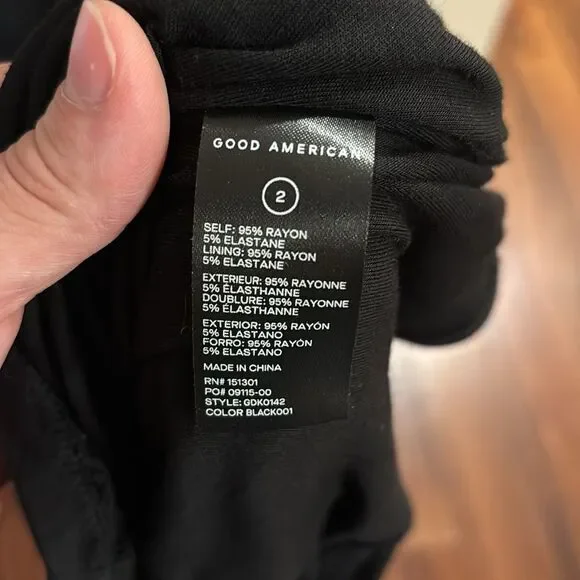 GOOD AMERICAN
2
SELF: 95% RAYON
5% ELASTANE
LINING: 95% RAYON
5% ELASTANE
EXTERIEUR: 95% RAYONNE
5% ÉLASTHANNE
DOUBLURE: 95% RAYONNE
5% ÉLASTHANNE
EXTERIOR: 95% RAYÓN
5% ELASTANO
FORRO: 95% RAYÓN
5% ELASTANO
MADE IN CHINA
RN# 151301
PO# 09115-00
STYLE: GDK0142
COLOR BLACK001